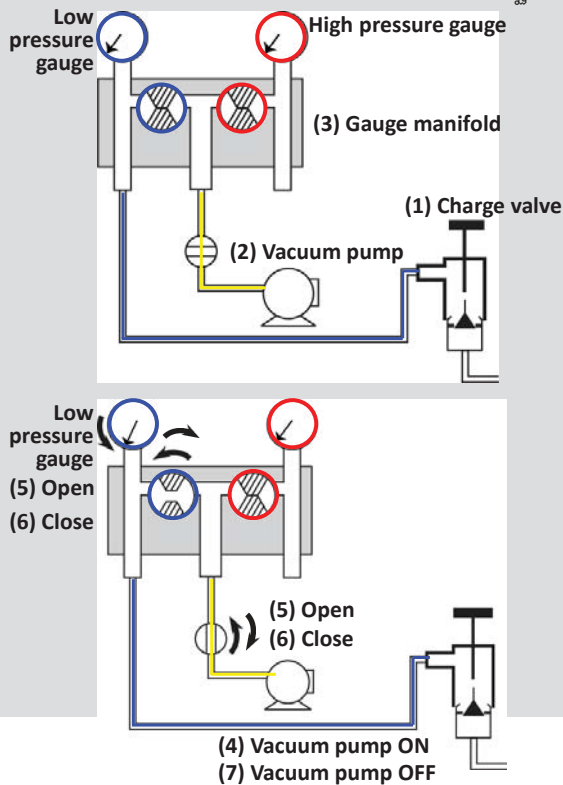 Low
pressure
gauge
High pressure gauge
(3) Gauge manifold
(1) Charge valve
(2) Vacuum pump
Low
pressure
gauge
(5) Open
(6) Close
(5) Open
(6) Close
(4) Vacuum pump ON
(7) Vacuum pump OFF